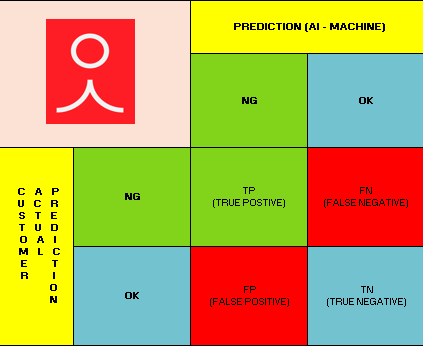 PREDICTION (AI - MACHINE)
NG
OK
CUSTOMER
ACTUAL
PREDICTION
NG
TP
(TRUE POSTIVE)
FN
(FALSE NEGATIVE)
OK
FP
(FALSE POSITIVE)
TN
(TRUE NEGATIVE)